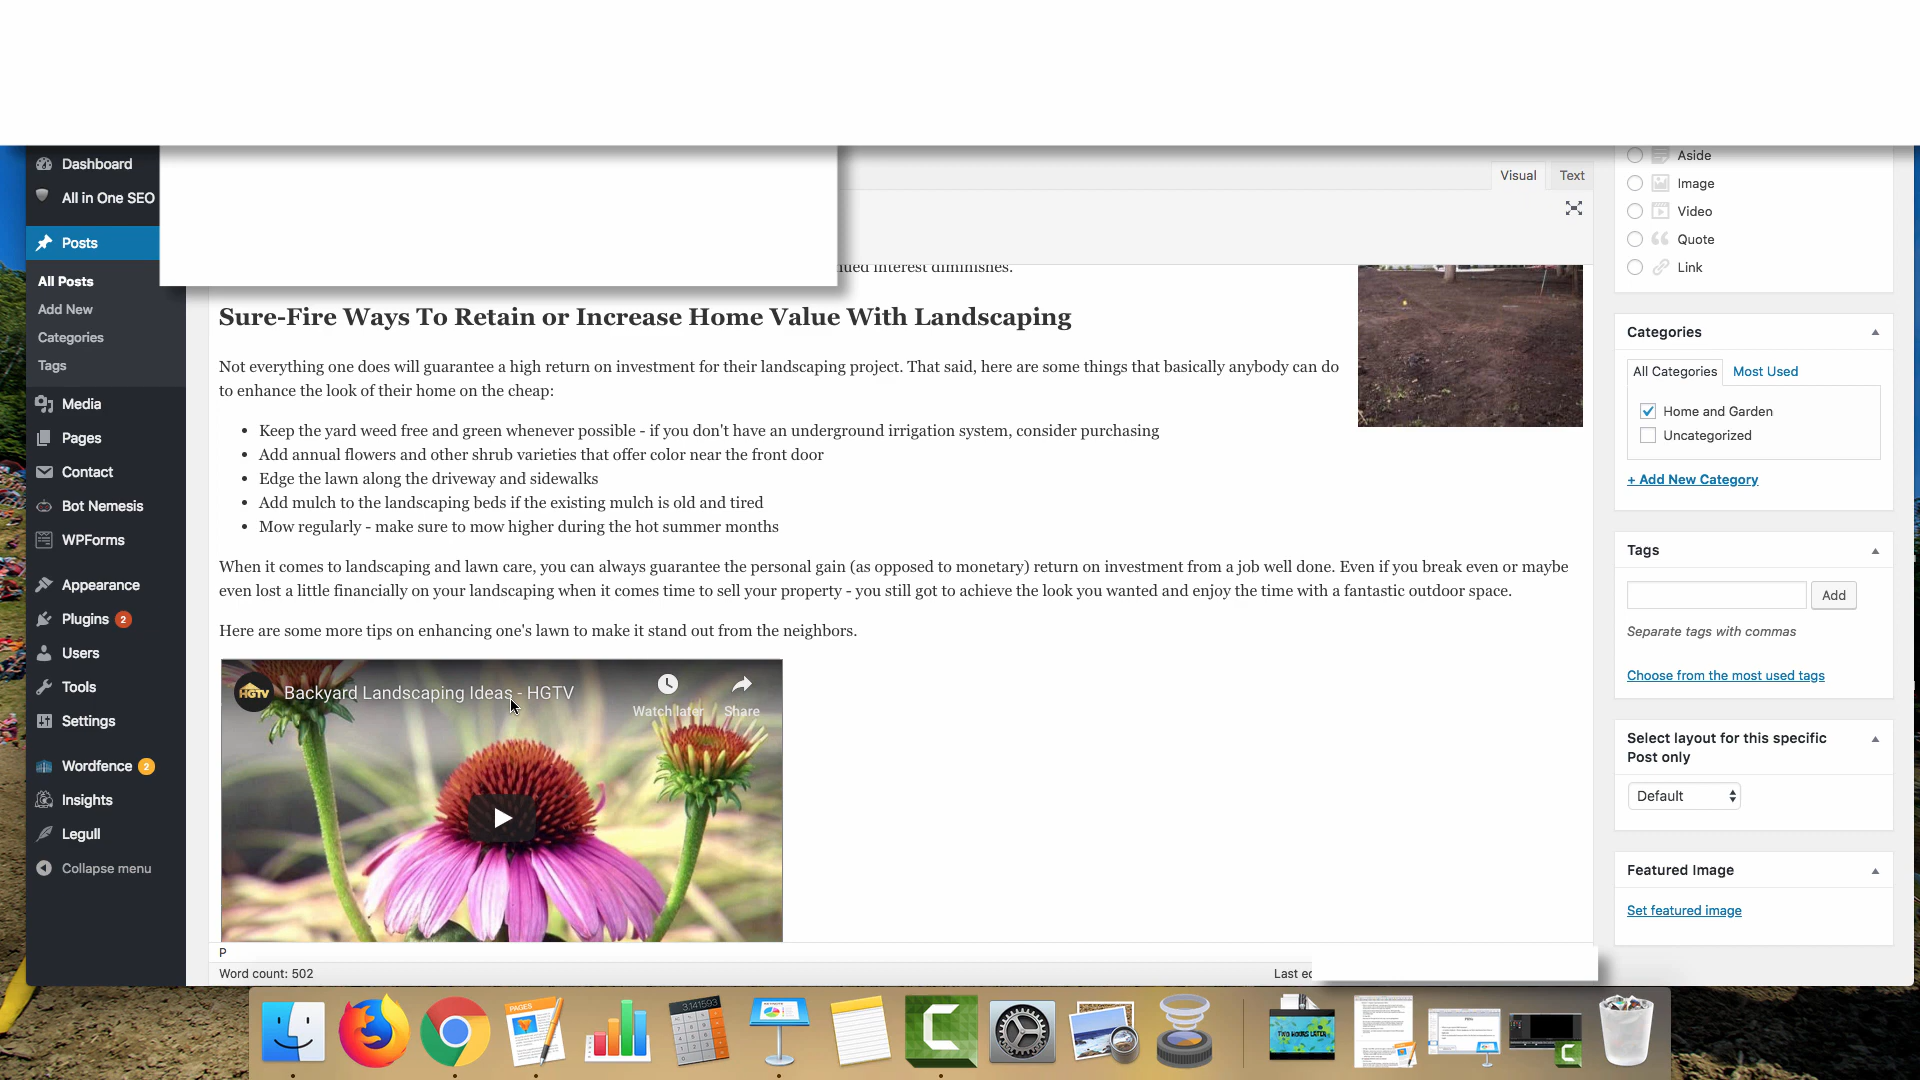 Dashboard
All in One SEO
Posts
All Posts
Add New
Categories
Tags
Media
Pages
Contact
Bot Nemesis
WPForms
Appearance
Plugins 2
Users
Tools
Settings
Wordfence 2
Insights
Legull
Collapse menu
Visual Text
interest diminishes.
Sure-Fire Ways To Retain or Increase Home Value With Landscaping
Not everything one does will guarantee a high return on investment for their landscaping project. That said, here are some things that basically anybody can do
to enhance the look of their home on the cheap:
• Keep the yard weed free and green whenever possible - if you don't have an underground irrigation system, consider purchasing
• Add annual flowers and other shrub varieties that offer color near the front door
• Edge the lawn along the driveway and sidewalks
• Add mulch to the landscaping beds if the existing mulch is old and tired
• Mow regularly - make sure to mow higher during the hot summer months
When it comes to landscaping and lawn care, you can always guarantee the personal gain (as opposed to monetary) return on investment from a job well done. Even if you break even or maybe
even lost a little financially on your landscaping when it comes time to sell your property - you still got to achieve the look you wanted and enjoy the time with a fantastic outdoor space.
Here are some more tips on enhancing one's lawn to make it stand out from the neighbors.
HGTV
Backyard Landscaping Ideas - HGTV
Watch later Share
P
Word count: 502
Last
Aside
Image
Video
Quote
Link
Categories
All Categories Most Used
Home and Garden
Uncategorized
+ Add New Category
Tags
Add
Separate tags with commas
Choose from the most used tags
Select layout for this specific
Post only
Default
Featured Image
Set featured image
PAGES
3.141593
TWO HOURS LATER